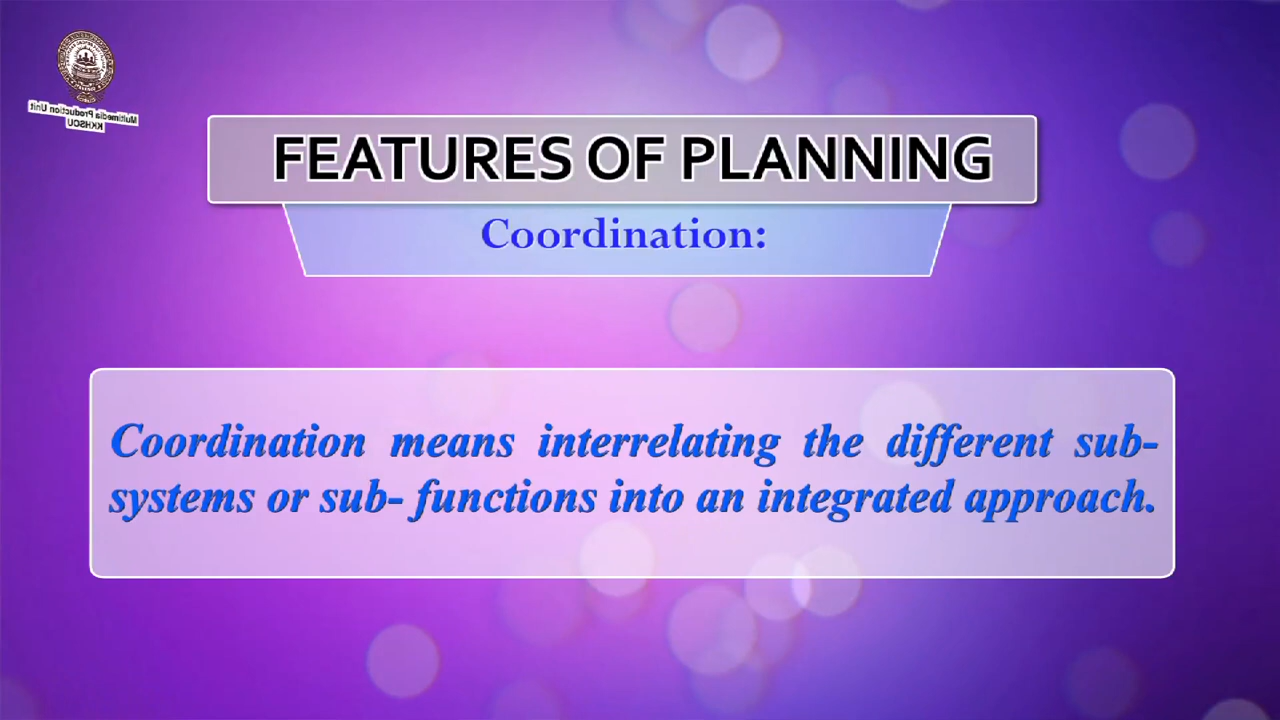 Multimedia Production Unit
KKHSOU
FEATURES OF PLANNING
Coordination:
Coordination means interrelating the different sub-
systems or sub- functions into an integrated approach.